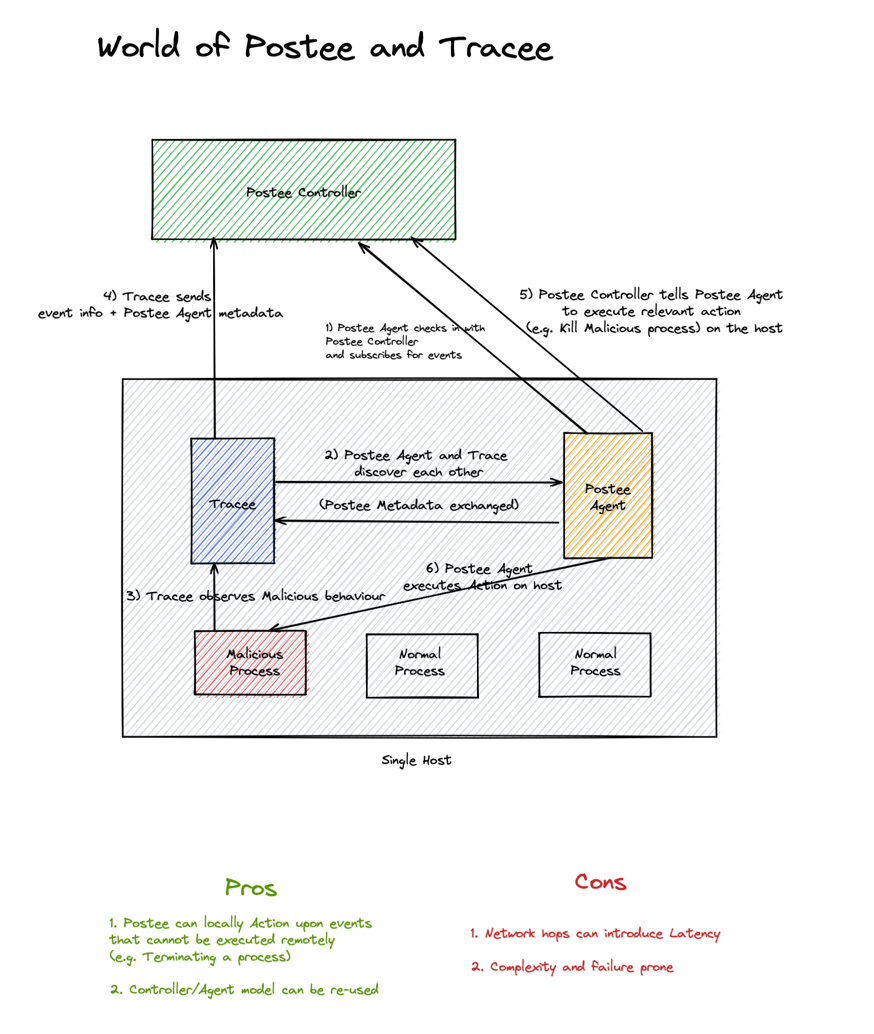 World of Postee and Tracee
Postee Controller
4) Tracee sends
event info + Postee Agent metadata
5) Postee Controller tells Postee Agent
to execute relevant action
(e.g. Kill Malicious process) on the host
1) Postee Agent checks in with
Postee Controller
and subscribes for events
2) Postee Agent and Trace
discover each other
(Postee Metadata exchanged)
Tracee
Postee
Agent
6) Postee Agent
executes Action on host
3) Tracee observes Malicious behaviour
Malicious
Process
Normal
Process
Normal
Process
Single Host
Pros
1. Postee can locally Action upon events
that cannot be executed remotely
(e.g. Terminating a process)
2. Controller/Agent model can be re-used
Cons
1. Network hops can introduce Latency
2. Complexity and failure prone